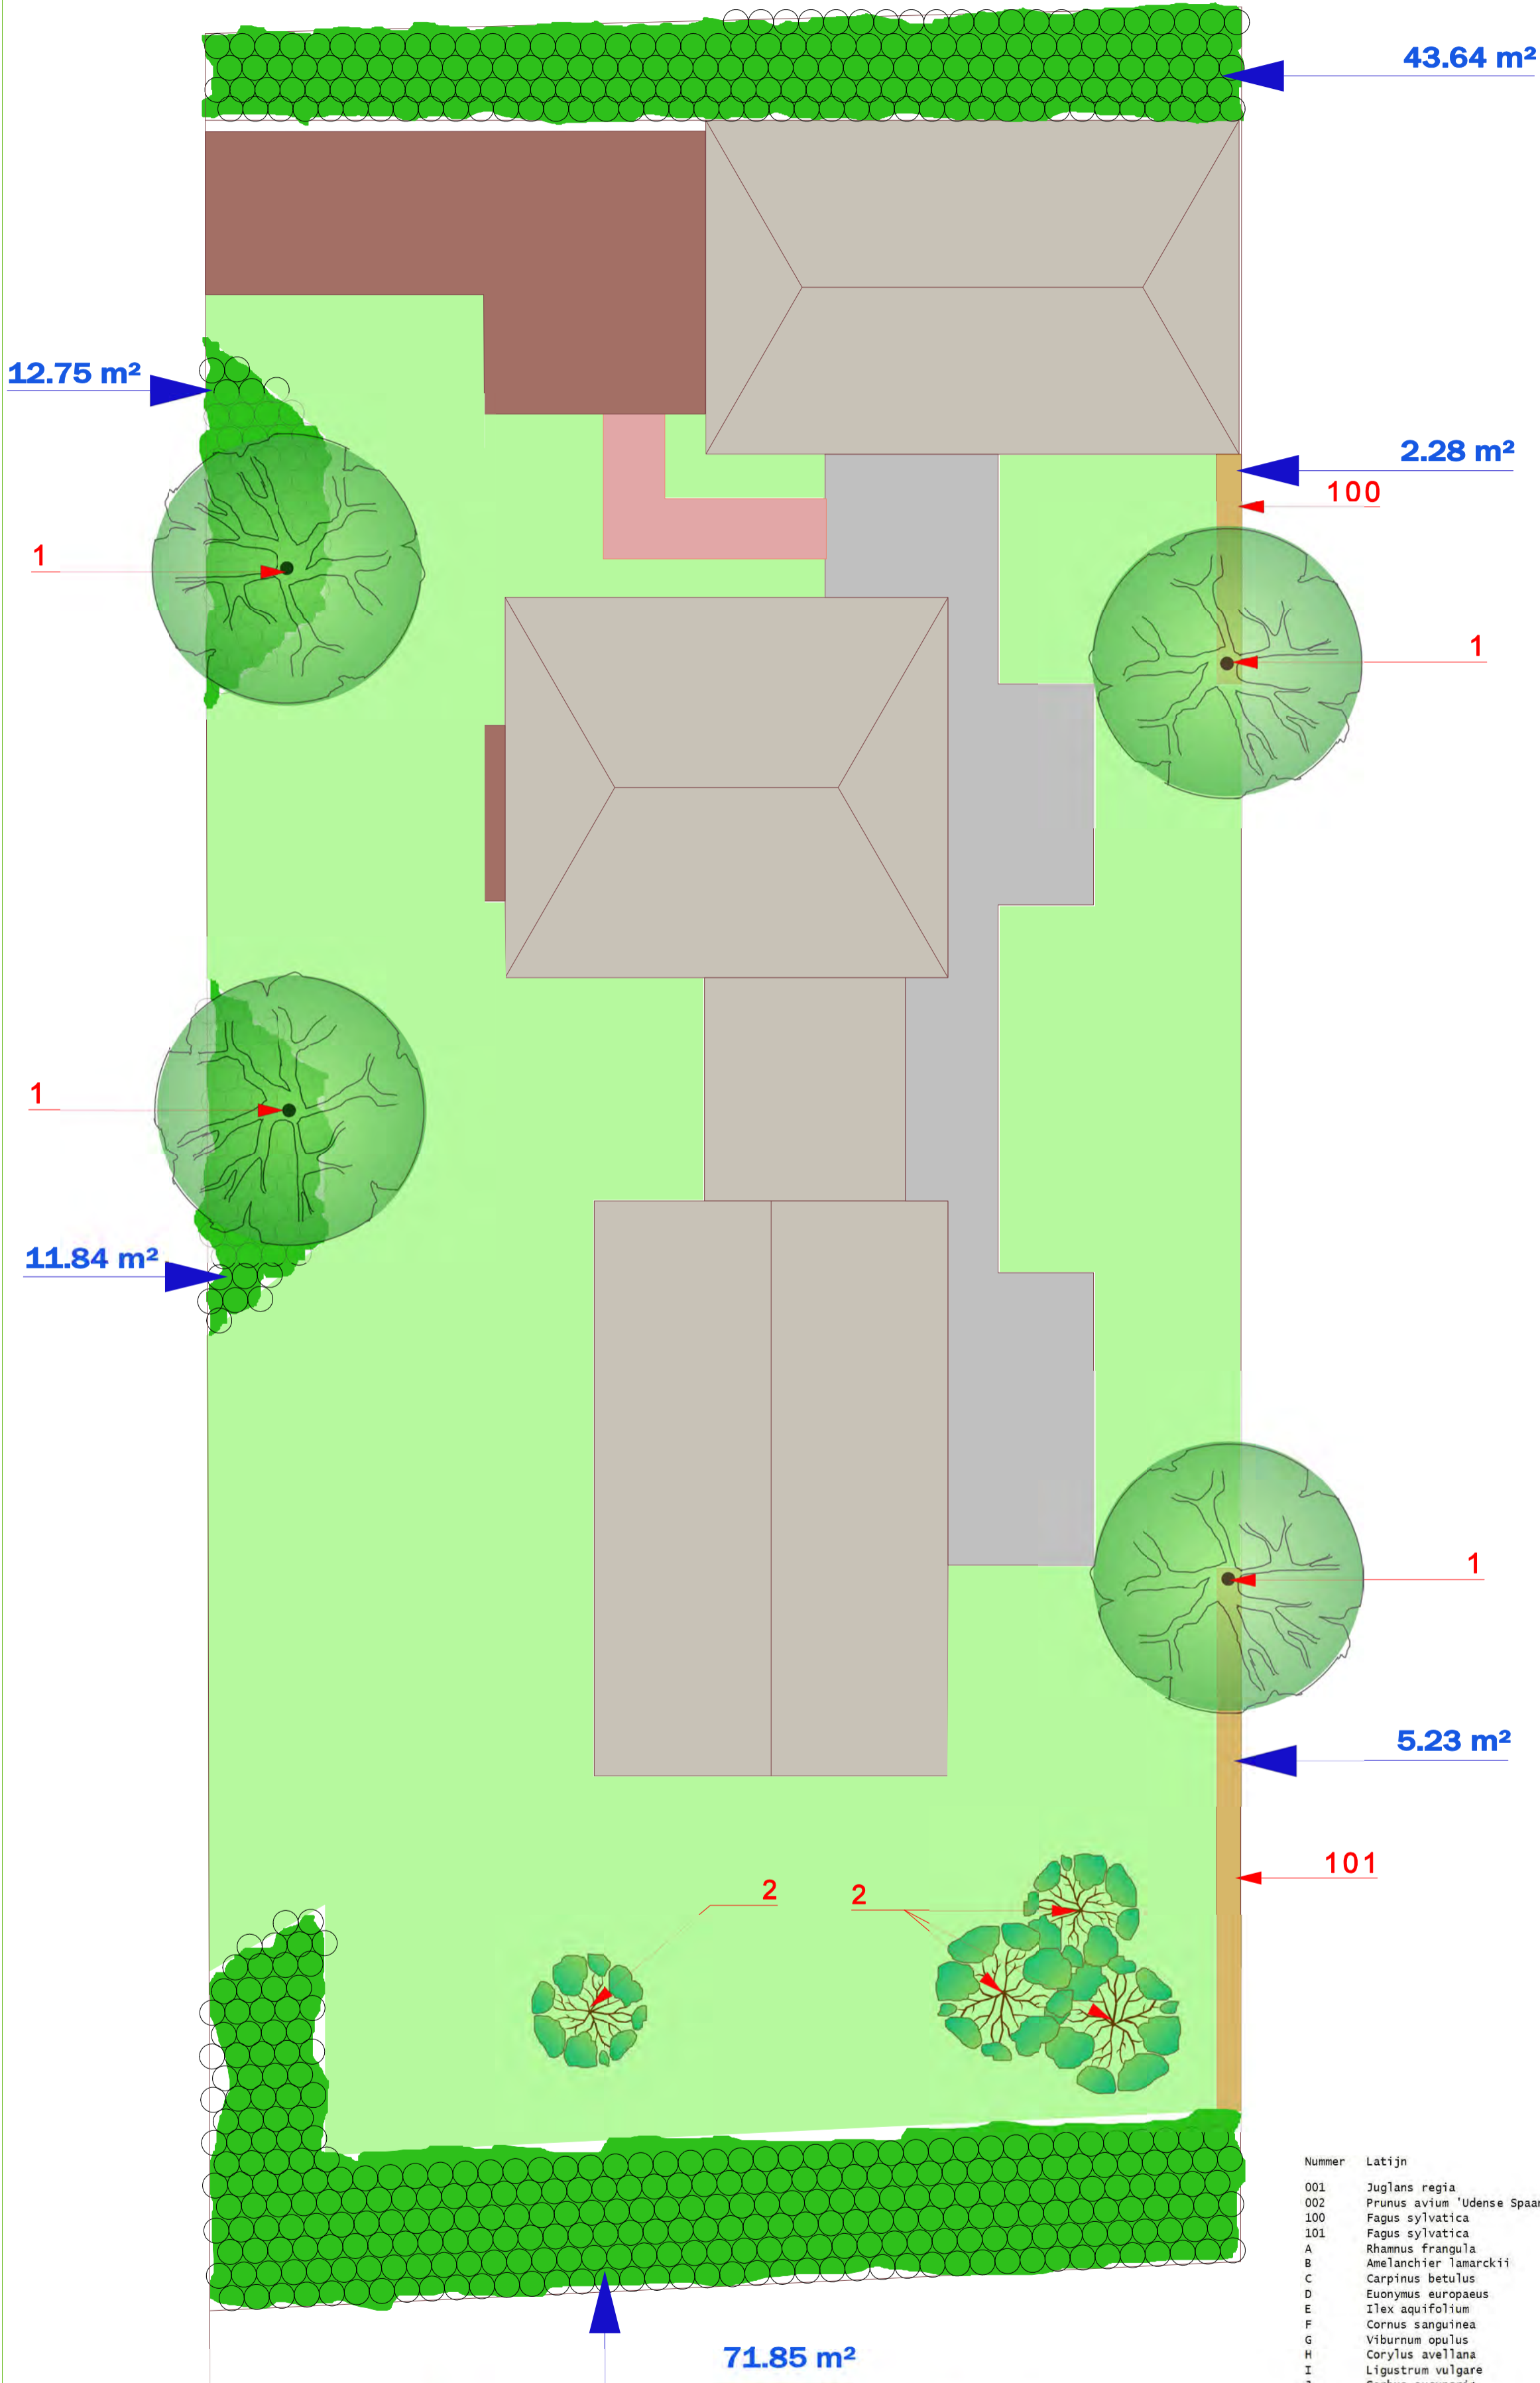 43.64 m²
12.75 m²
2.28 m²
100
1
1
1
11.84 m²
1
5.23 m²
101
2
2
Nummer Latijn
001 Juglans regia
002 Prunus avium 'Udense
100 Fagus sylvatica
101 Fagus sylvatica
A Rhamnus frangula
B Amelanchier lamarckii
C Carpinus betulus
D Euonymus europaeus
E Ilex aquifolium
F Cornus sanguinea
G Viburnum opulus
H Corylus avellana
I Ligustrum vulgare
71.85 m²